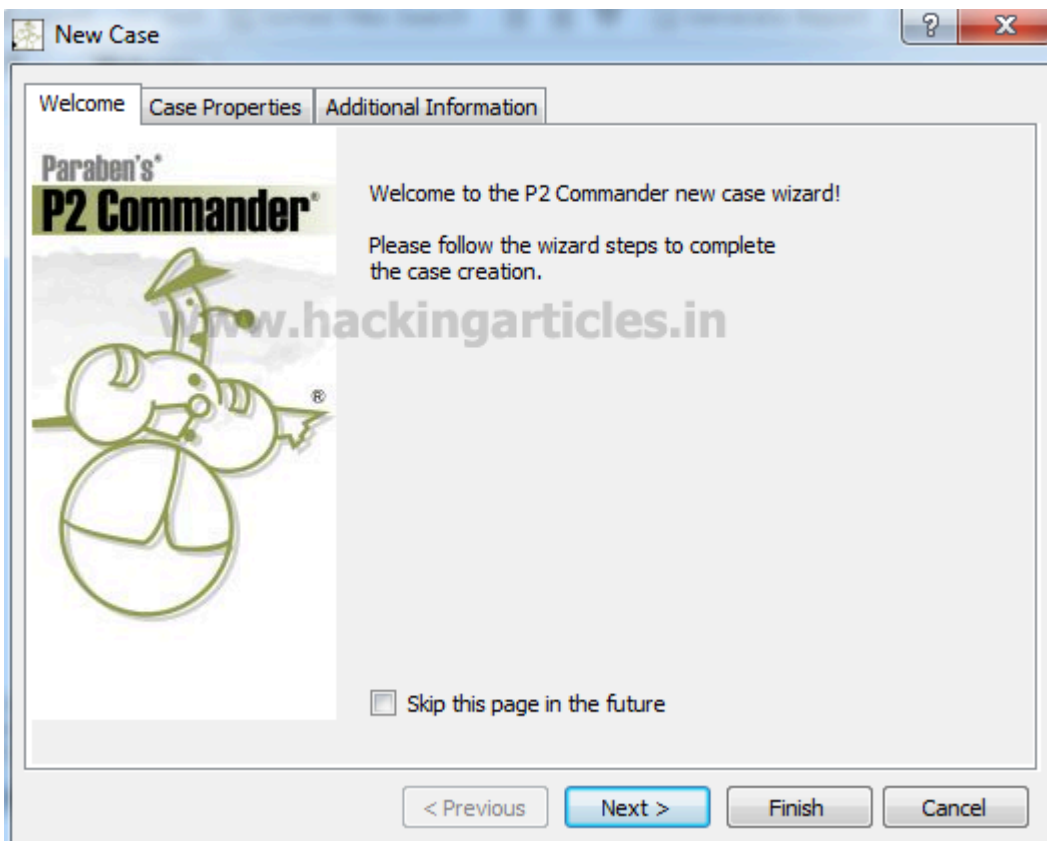 New Case
?
X
Welcome
Case Properties
Additional Information
Paraben's®
P2 Commander®
Welcome to the P2 Commander new case wizard!
Please follow the wizard steps to complete
the case creation.
www.hackingarticles.in
®
Skip this page in the future
< Previous
Next >
Finish
Cancel